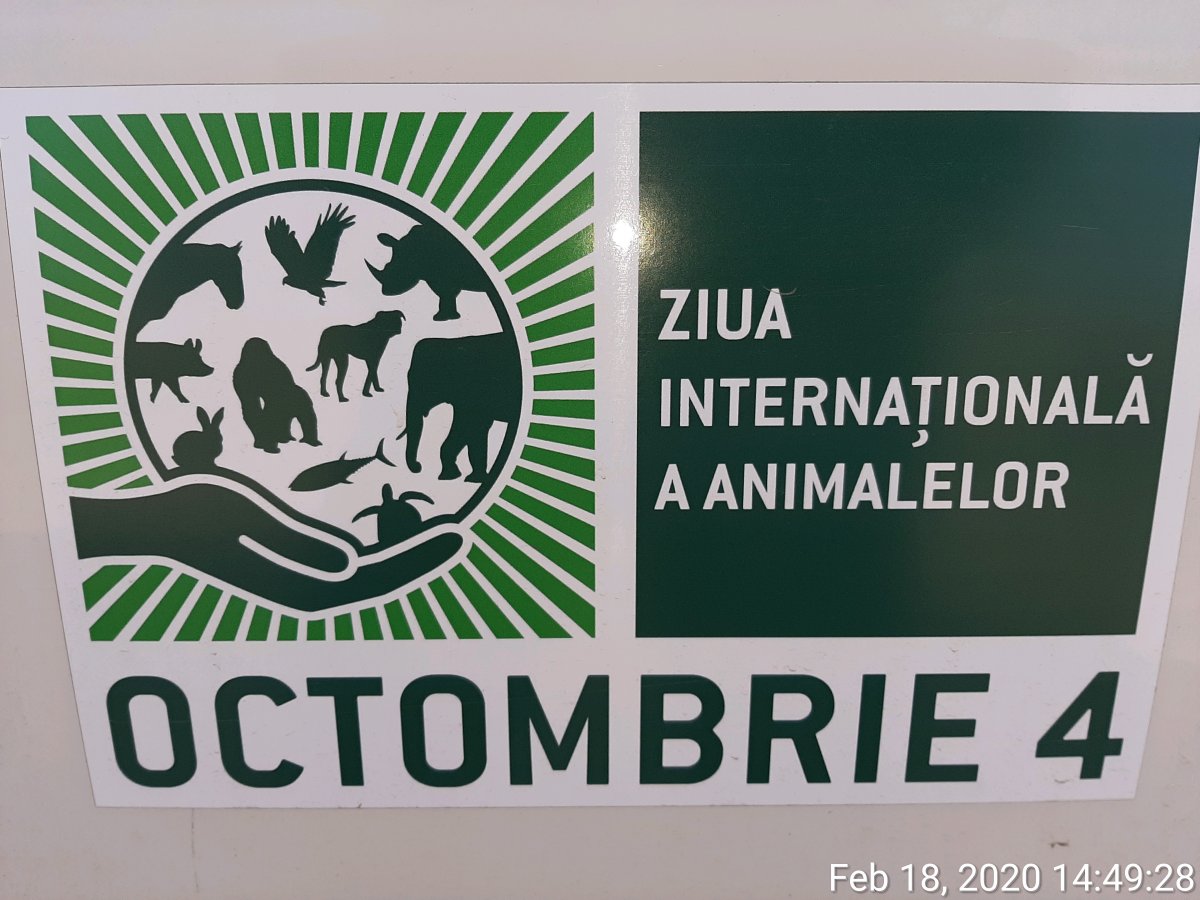 ZIUA
INTERNAȚIONALĂ
A ANIMALELOR
OCTOMBRIE 4
Feb 18, 2020 14:49:28